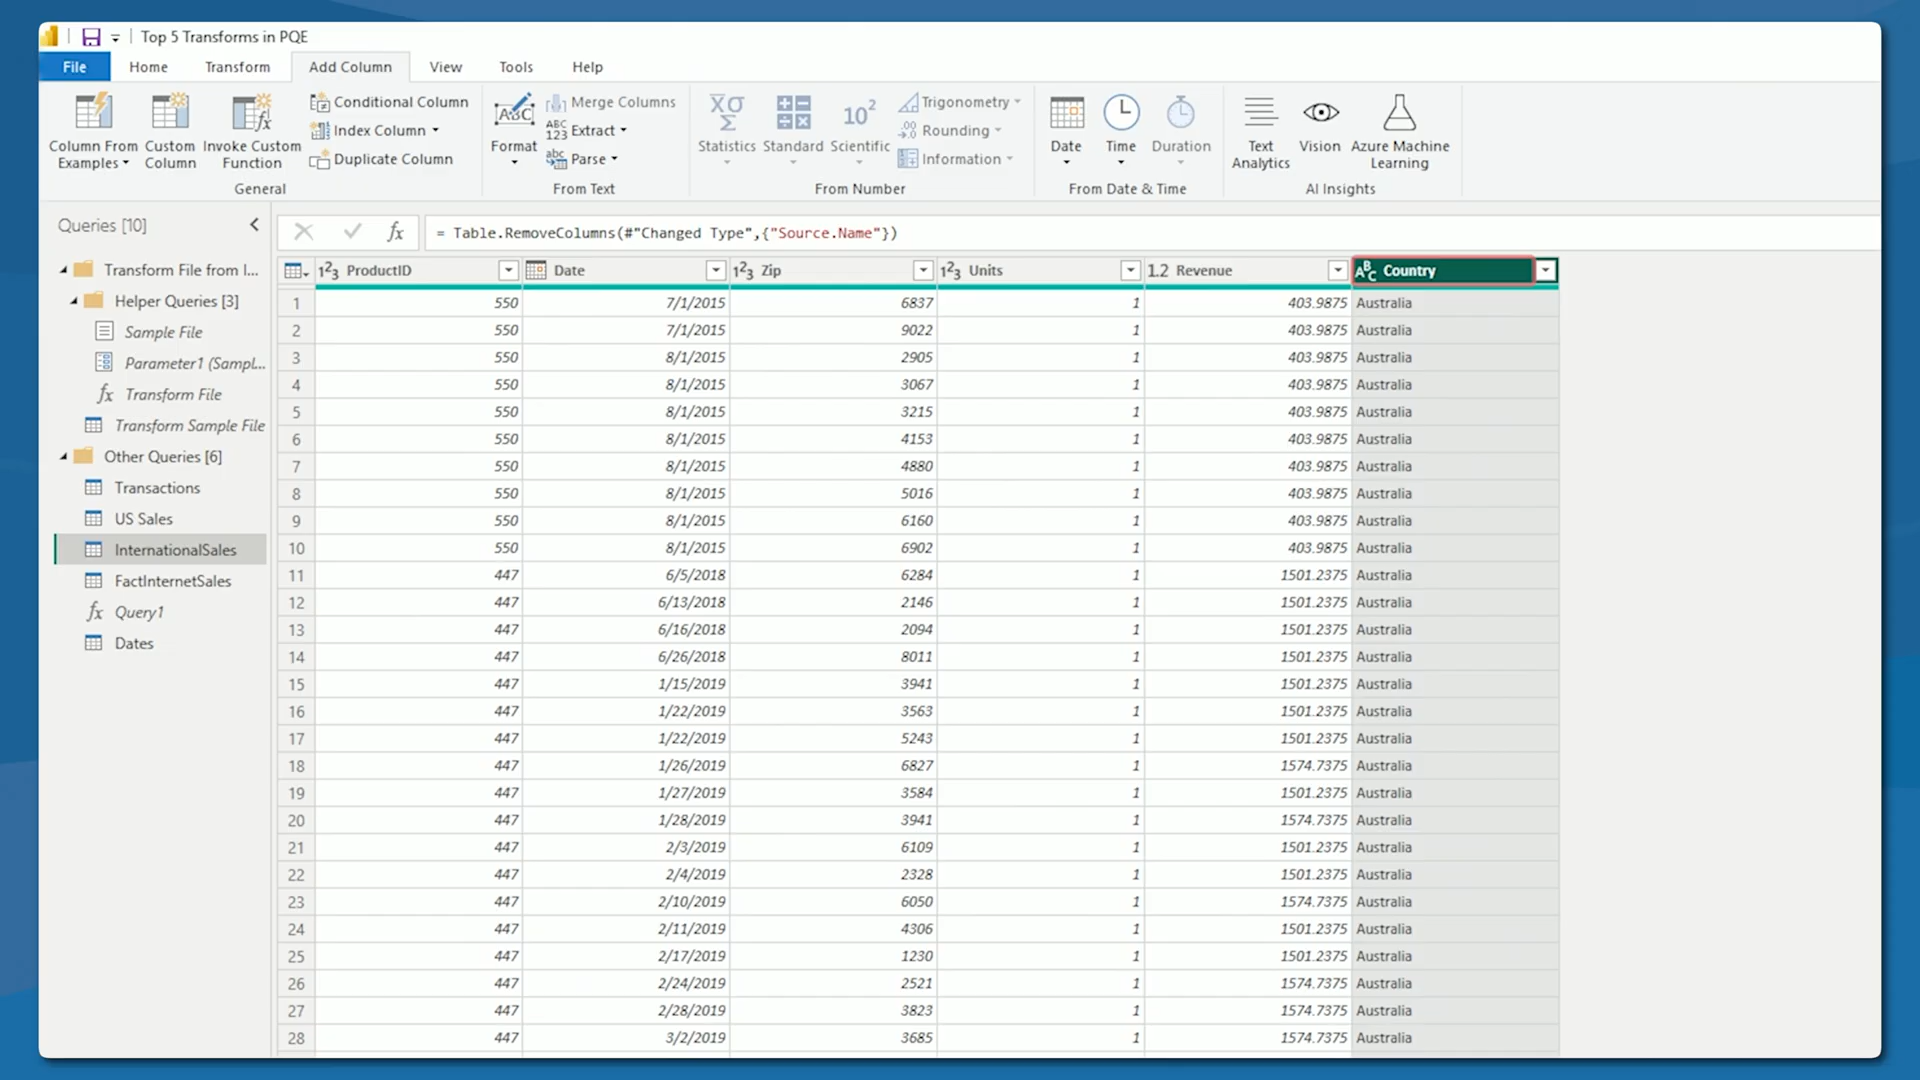 Top 5 Transforms in PQE
File Home Transform Add Column View Tools Help
Column From Examples
Custom Column
Invoke Custom Function
Conditional Column
Index Column
Duplicate Column
General
Format
Merge Columns
Extract
Parse
From Text
Statistics
Standard
Scientific
Trigonometry
Rounding
Information
From Number
Date
Time
Duration
From Date & Time
Text Analytics
Vision
Azure Machine Learning
AI Insights
Queries [10]
Transform File from I...
Helper Queries [3]
Sample File
Parameter1 (Sampl...
Transform File
Transform Sample File
Other Queries [6]
Transactions
US Sales
InternationalSales
FactInternetSales
Query1
Dates
= Table.RemoveColumns(#"Changed Type",{"Source.Name"})
ProductID Date Zip Units Revenue Country
1 550 7/1/2015 6837 1 403.9875 Australia
2 550 7/1/2015 9022 1 403.9875 Australia
3 550 8/1/2015 2905 1 403.9875 Australia
4 550 8/1/2015 3067 1 403.9875 Australia
5 550 8/1/2015 3215 1 403.9875 Australia
6 550 8/1/2015 4153 1 403.9875 Australia
7 550 8/1/2015 4880 1 403.9875 Australia
8 550 8/1/2015 5016 1 403.9875 Australia
9 550 8/1/2015 6160 1 403.9875 Australia
10 550 8/1/2015 6902 1 403.9875 Australia
11 447 6/5/2018 6284 1 1501.2375 Australia
12 447 6/13/2018 2146 1 1501.2375 Australia
13 447 6/16/2018 2094 1 1501.2375 Australia
14 447 6/26/2018 8011 1 1501.2375 Australia
15 447 1/15/2019 3941 1 1501.2375 Australia
16 447 1/22/2019 3563 1 1501.2375 Australia
17 447 1/22/2019 5243 1 1501.2375 Australia
18 447 1/26/2019 6827 1 1574.7375 Australia
19 447 1/27/2019 3584 1 1501.2375 Australia
20 447 1/28/2019 3941 1 1574.7375 Australia
21 447 2/3/2019 6109 1 1501.2375 Australia
22 447 2/4/2019 2328 1 1501.2375 Australia
23 447 2/10/2019 6050 1 1574.7375 Australia
24 447 2/11/2019 4306 1 1501.2375 Australia
25 447 2/17/2019 1230 1 1501.2375 Australia
26 447 2/24/2019 2521 1 1574.7375 Australia
27 447 2/28/2019 3823 1 1574.7375 Australia
28 447 3/2/2019 3685 1 1574.7375 Australia